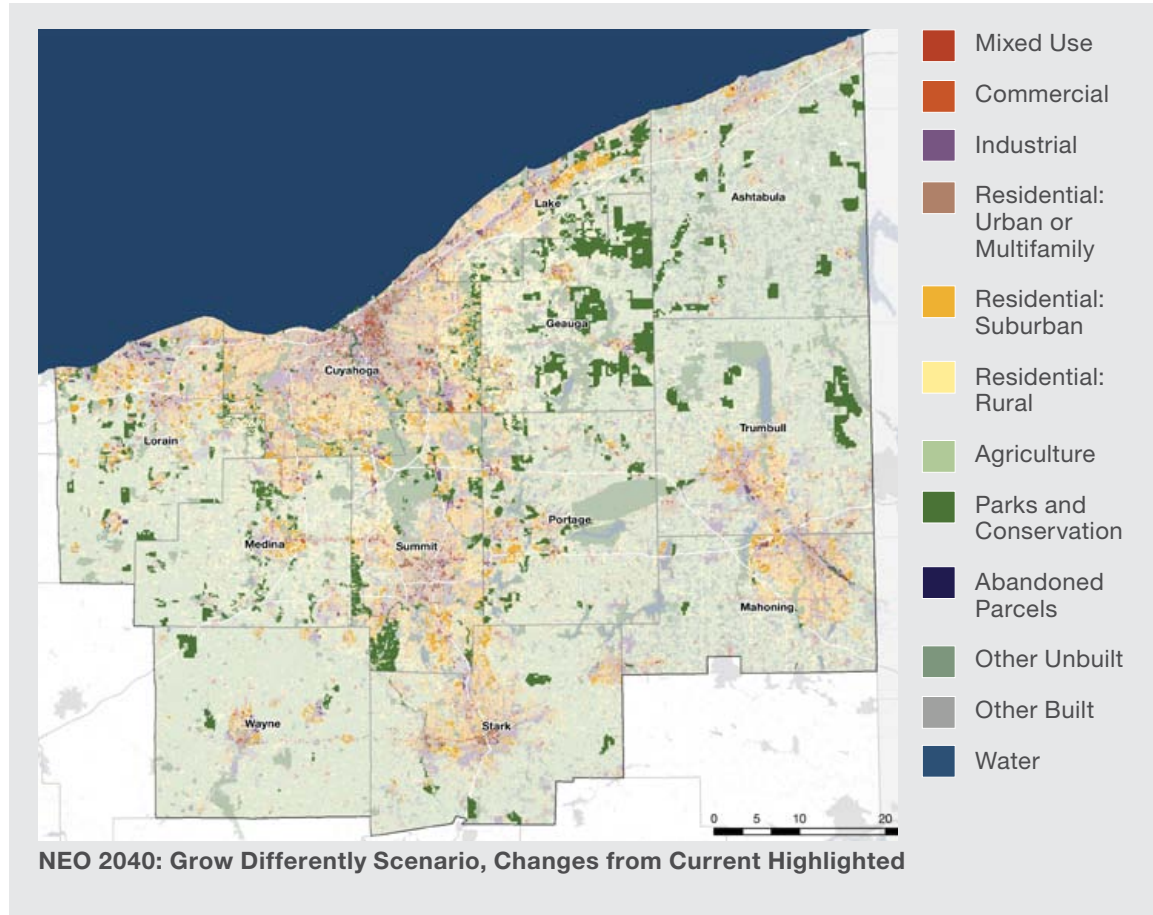 Mixed Use
Commercial
Industrial
Residential:
Urban or
Multifamily
Residential:
Suburban
Residential:
Rural
Agriculture
Parks and
Conservation
Abandoned
Parcels
Other Unbuilt
Other Built
Water
Ashtabula
Lake
Geauga
Cuyahoga
Lorain
Trumbull
Portage
Medina
Summit
Mahoning
Wayne
Stark
0 5 10 20
NEO 2040: Grow Differently Scenario, Changes from Current Highlighted